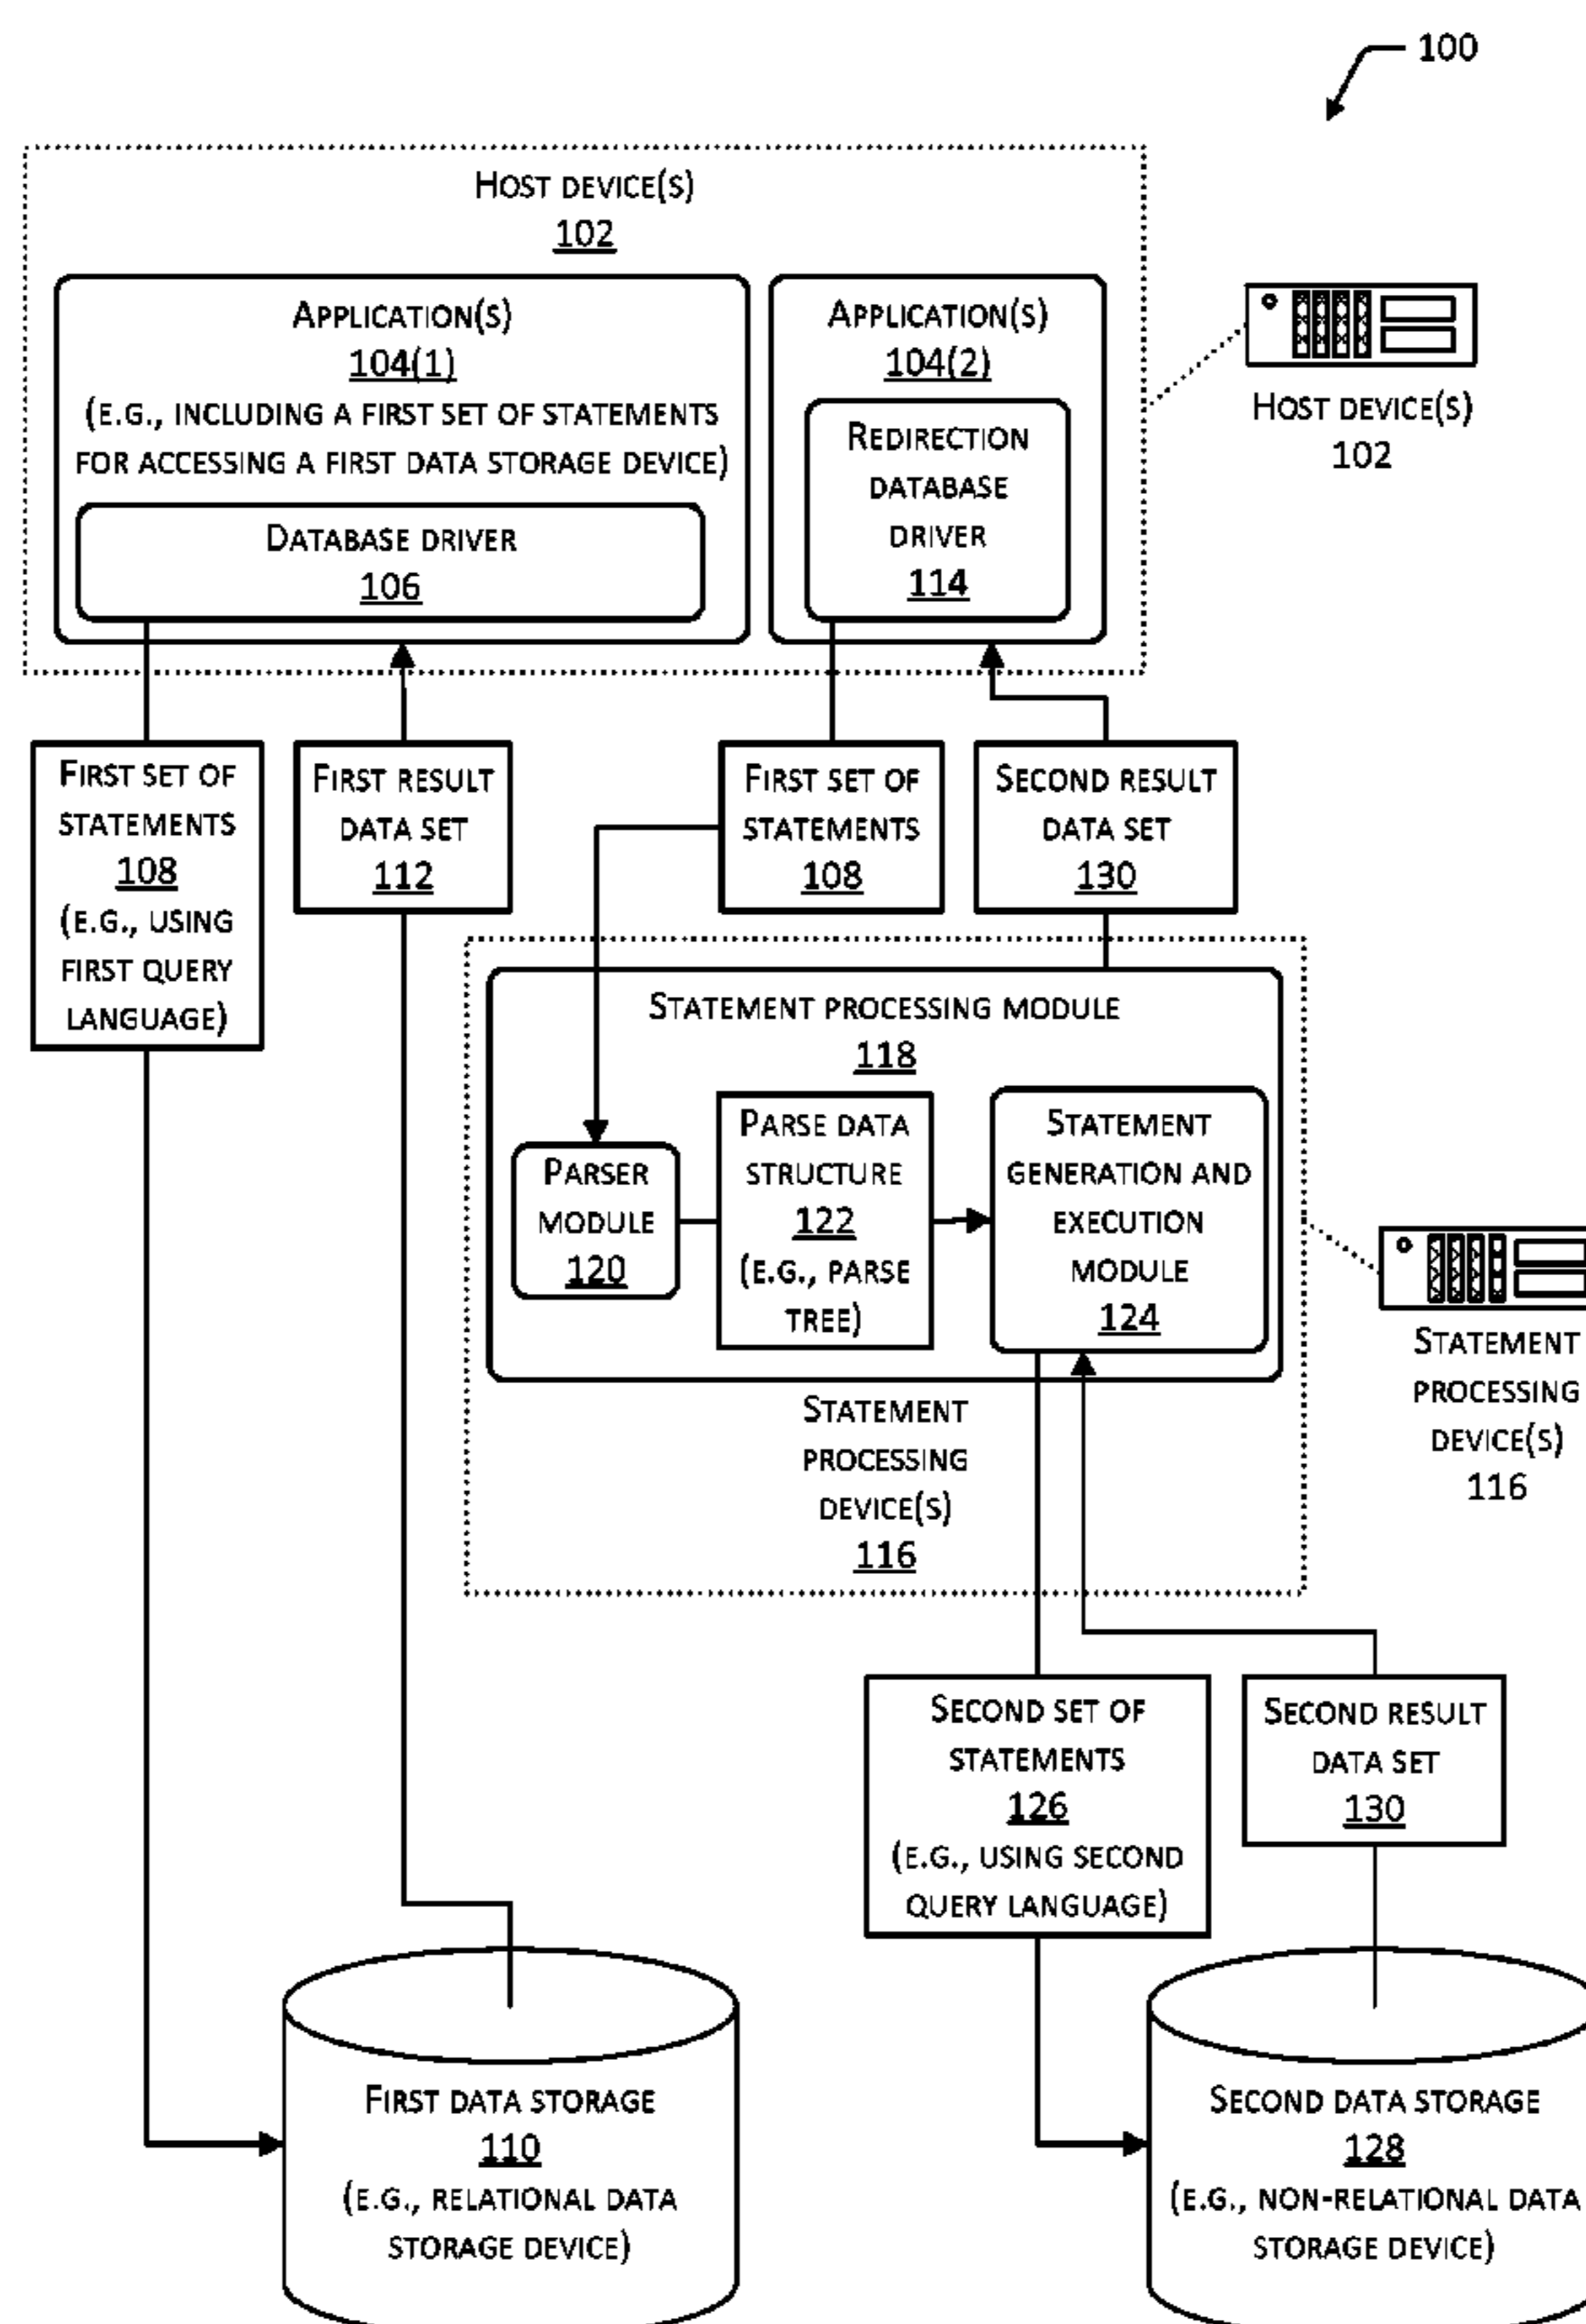 100
HOST DEVICE(S)
102
APPLICATION(S)
104(1)
(E.G., INCLUDING A FIRST SET OF STATEMENTS
FOR ACCESSING A FIRST DATA STORAGE DEVICE)
DATABASE DRIVER
106
APPLICATION(S)
104(2)
REDIRECTION
DATABASE
DRIVER
114
HOST DEVICE(S)
102
FIRST SET OF
STATEMENTS
108
(E.G., USING
FIRST QUERY
LANGUAGE)
FIRST RESULT
DATA SET
112
FIRST SET OF
STATEMENTS
108
SECOND RESULT
DATA SET
130
STATEMENT PROCESSING MODULE
118
PARSER
MODULE
120
PARSE DATA
STRUCTURE
122
(E.G., PARSE
TREE)
STATEMENT
GENERATION AND
EXECUTION
MODULE
124
STATEMENT
PROCESSING
DEVICE(S)
116
STATEMENT
PROCESSING
DEVICE(S)
116
SECOND SET OF
STATEMENTS
126
(E.G., USING SECOND
QUERY LANGUAGE)
SECOND RESULT
DATA SET
130
FIRST DATA STORAGE
110
(E.G., RELATIONAL DATA
STORAGE DEVICE)
SECOND DATA STORAGE
128
(E.G., NON-RELATIONAL DATA
STORAGE DEVICE)